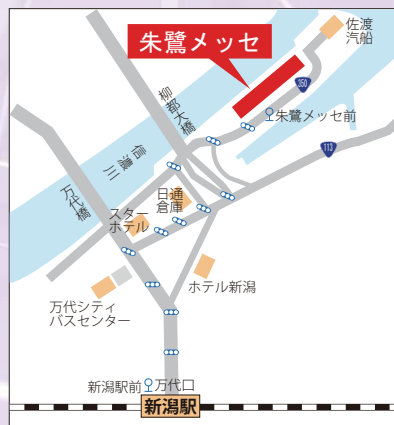 佐渡
汽船
朱鷺メッセ
350
朱鷺メッセ前
柳都大橋
113
信濃川
万代橋
日通
倉庫
スター
ホテル
ホテル新潟
万代シティ
バスセンター
新潟駅前
万代口
新潟駅